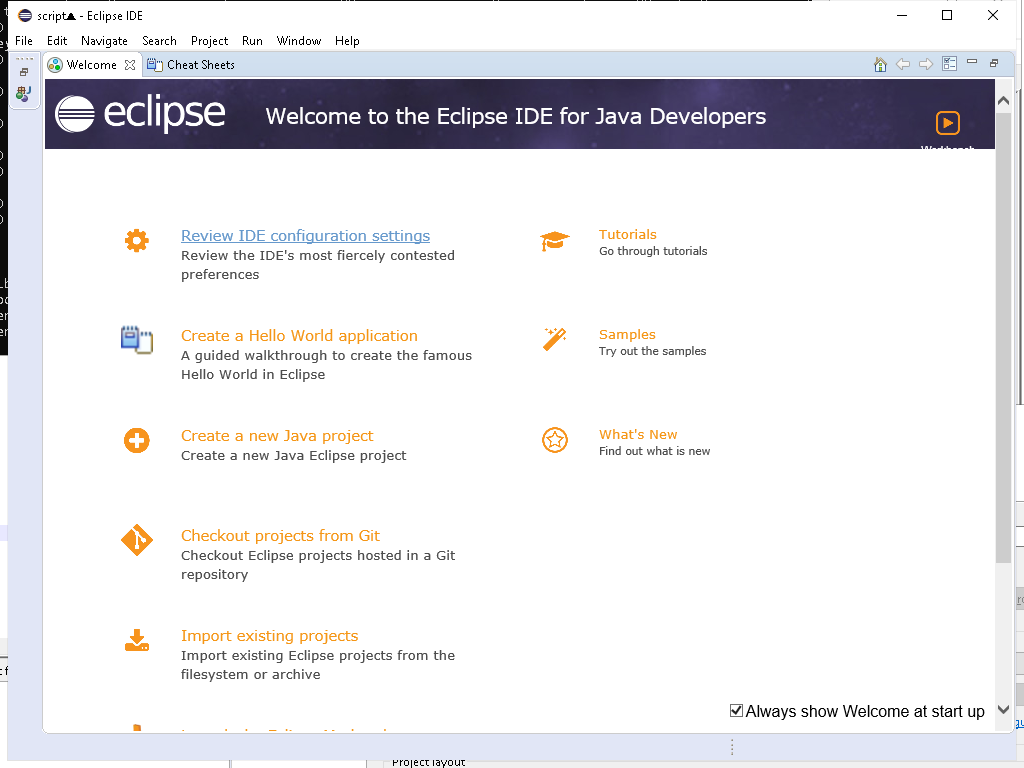 script▲ - Eclipse IDE
File Edit Navigate Search Project Run Window Help
Welcome Cheat Sheets
eclipse
Welcome to the Eclipse IDE for Java Developers
Workbench
Review IDE configuration settings
Review the IDE's most fiercely contested
preferences
Tutorials
Go through tutorials
Create a Hello World application
A guided walkthrough to create the famous
Hello World in Eclipse
Samples
Try out the samples
Create a new Java project
Create a new Java Eclipse project
What's New
Find out what is new
Checkout projects from Git
Checkout Eclipse projects hosted in a Git
repository
Import existing projects
Import existing Eclipse projects from the
filesystem or archive
Always show Welcome at start up
Project layout